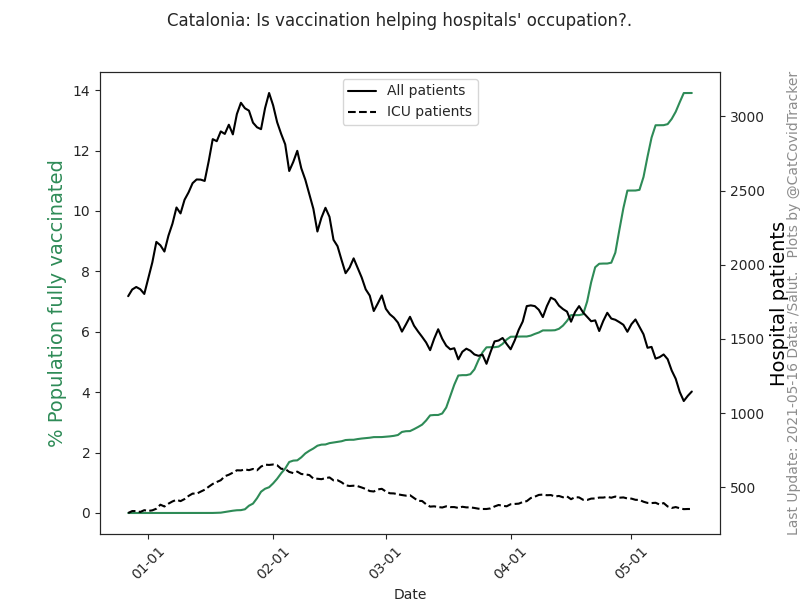 Catalonia: Is vaccination helping hospitals' occupation?.
All patients
ICU patients
% Population fully vaccinated
14
12
10
8
6
4
2
0
3000
2500
2000
1500
1000
500
Hospital patients
Last Update: 2021-05-16 Data: /Salut.   Plots by @CatCovidTracker
01-01
02-01
03-01
04-01
05-01
Date